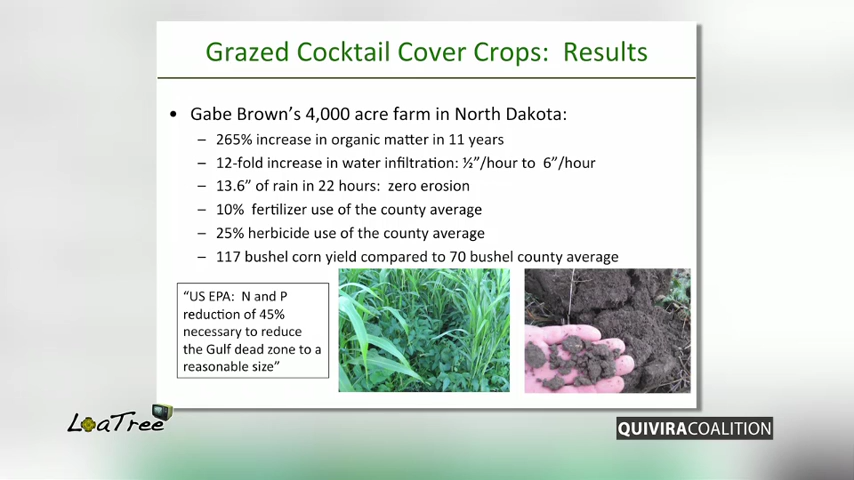 Grazed Cocktail Cover Crops: Results
• Gabe Brown's 4,000 acre farm in North Dakota:
– 265% increase in organic matter in 11 years
– 12-fold increase in water infiltration: ½"/hour to 6"/hour
– 13.6" of rain in 22 hours: zero erosion
– 10% fertilizer use of the county average
– 25% herbicide use of the county average
– 117 bushel corn yield compared to 70 bushel county average
"US EPA: N and P
reduction of 45%
necessary to reduce
the Gulf dead zone to a
reasonable size"
LoaTree
QUIVIRACOALITION